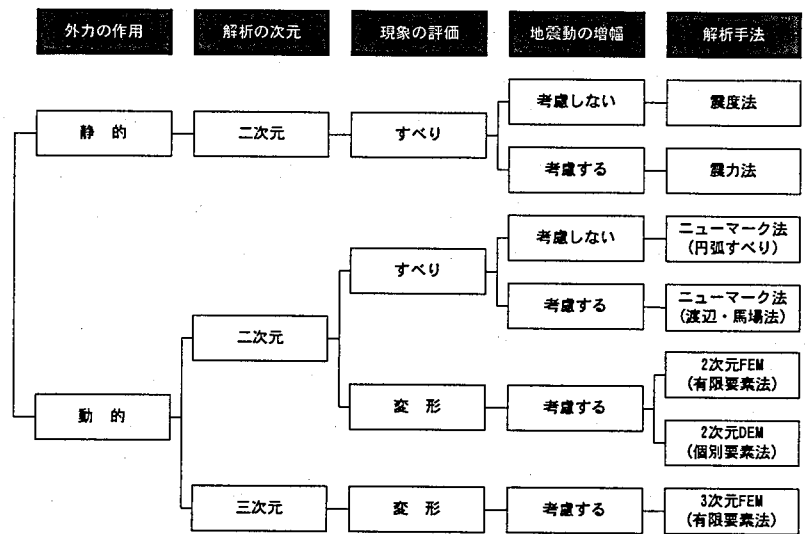 外力の作用
解析の次元
現象の評価
地震動の増幅
解析手法
静 的
二次元
すべり
考慮しない
震度法
考慮する
震力法
動 的
二次元
すべり
考慮しない
ニューマーク法
(円弧すべり)
考慮する
ニューマーク法
(渡辺・馬場法)
変 形
考慮する
2次元FEM
(有限要素法)
2次元DEM
(個別要素法)
三次元
変 形
考慮する
3次元FEM
(有限要素法)